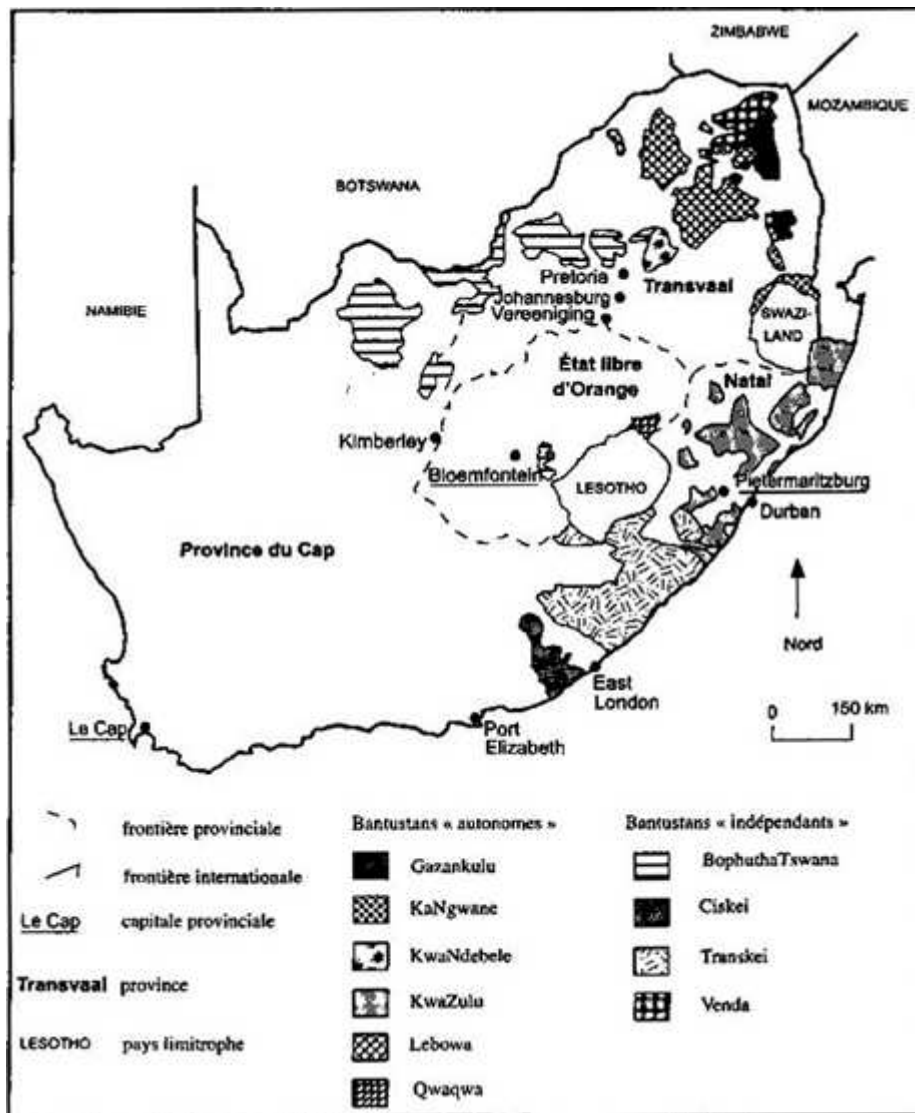 ZIMBABWE
MOZAMBIQUE
BOTSWANA
Pretoria
Transvaal
Johannesburg
Vereeniging
NAMIBIE
SWAZI-
LAND
État libre
d'Orange
Natal
Kimberley
Bloemfontein
LESOTHO
Pietermaritzburg
Durban
Province du Cap
Nord
East
London
0 150 km
Le Cap
Port
Elizabeth
frontière provinciale
frontière internationale
Le Cap capitale provinciale
Transvaal province
LESOTHO pays limitrophe
Bantustans « autonomes »
Gazankulu
KaNgwane
KwaNdebele
KwaZulu
Lebowa
Qwaqwa
Bantustans « indépendants »
BophuthaTswana
Ciskei
Transkei
Venda